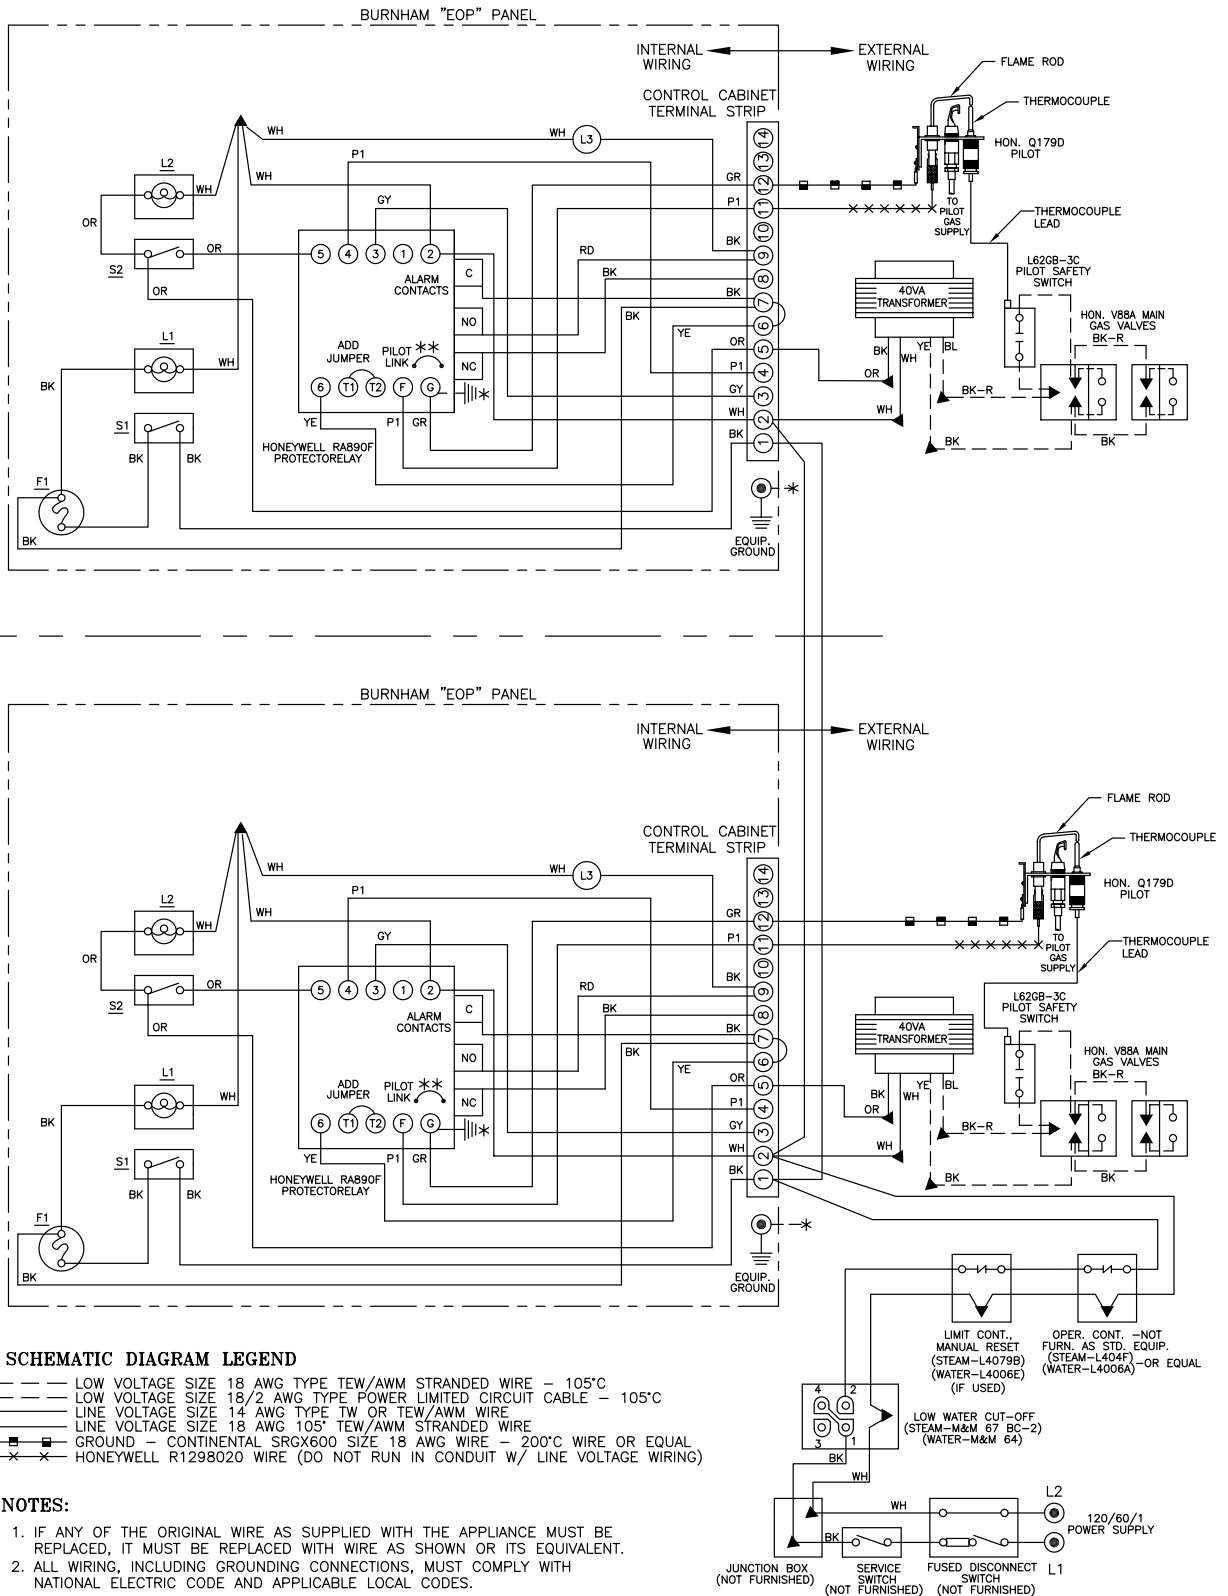 BURNHAM "EOP" PANEL
INTERNAL WIRING
EXTERNAL WIRING
FLAME ROD
CONTROL CABINET
TERMINAL STRIP
THERMOCOUPLE
HON. Q179D
PILOT
WH
WH
L3
14
13
P1
L2
WH
WH
GR
12
GY
P1
11
TO
PILOT
GAS
SUPPLY
THERMOCOUPLE
LEAD
OR
10
BK
9
S2
OR
5
4
3
1
2
RD
L62GB-3C
PILOT SAFETY
SWITCH
ALARM
CONTACTS
C
BK
8
OR
BK
7
40VA
TRANSFORMER
HON. V88A MAIN
GAS VALVES
BK-R
NO
BK
YE
6
L1
WH
ADD
JUMPER
PILOT **
LINK
NC
OR
5
BK
WH
YE
BL
BK
P1
4
OR
6
T1
T2
F
G
*
GY
3
BK-R
S1
YE
P1
GR
WH
2
WH
BK
BK
BK
HONEYWELL RA890F
PROTECTORELAY
BK
1
BK
F1
*
BK
EQUIP.
GROUND
BURNHAM "EOP" PANEL
INTERNAL WIRING
EXTERNAL WIRING
FLAME ROD
CONTROL CABINET
TERMINAL STRIP
THERMOCOUPLE
HON. Q179D
PILOT
WH
WH
L3
14
13
P1
L2
WH
WH
GR
12
GY
P1
11
TO
PILOT
GAS
SUPPLY
THERMOCOUPLE
LEAD
OR
10
BK
9
S2
OR
5
4
3
1
2
RD
L62GB-3C
PILOT SAFETY
SWITCH
ALARM
CONTACTS
C
BK
8
OR
BK
7
40VA
TRANSFORMER
HON. V88A MAIN
GAS VALVES
BK-R
NO
BK
YE
6
L1
WH
ADD
JUMPER
PILOT **
LINK
NC
OR
5
BK
WH
YE
BL
BK
P1
4
OR
6
T1
T2
F
G
*
GY
3
BK-R
S1
YE
P1
GR
WH
2
WH
BK
BK
BK
HONEYWELL RA890F
PROTECTORELAY
BK
1
BK
F1
*
BK
EQUIP.
GROUND
LIMIT CONT.,
MANUAL RESET
(STEAM-L4079B)
(WATER-L4006E)
(IF USED)
OPER. CONT. -NOT
FURN. AS STD. EQUIP.
(STEAM-L404F)
(WATER-L4006A)
-OR EQUAL
4
2
3
1
LOW WATER CUT-OFF
(STEAM-M&M 67 BC-2)
(WATER-M&M 64)
BK
WH
WH
L2
BK
120/60/1
POWER SUPPLY
L1
JUNCTION BOX
(NOT FURNISHED)
SERVICE
SWITCH
(NOT FURNISHED)
FUSED DISCONNECT
SWITCH
(NOT FURNISHED)
SCHEMATIC DIAGRAM LEGEND
LOW VOLTAGE SIZE 18 AWG TYPE TEW/AWM STRANDED WIRE - 105°C
LOW VOLTAGE SIZE 18/2 AWG TYPE POWER LIMITED CIRCUIT CABLE - 105°C
LINE VOLTAGE SIZE 14 AWG TYPE TW OR TEW/AWM WIRE
LINE VOLTAGE SIZE 18 AWG 105° TEW/AWM STRANDED WIRE
GROUND - CONTINENTAL SRGX600 SIZE 18 AWG WIRE - 200°C WIRE OR EQUAL
HONEYWELL R1298020 WIRE (DO NOT RUN IN CONDUIT W/ LINE VOLTAGE WIRING)
NOTES:
1. IF ANY OF THE ORIGINAL WIRE AS SUPPLIED WITH THE APPLIANCE MUST BE
REPLACED, IT MUST BE REPLACED WITH WIRE AS SHOWN OR ITS EQUIVALENT.
2. ALL WIRING, INCLUDING GROUNDING CONNECTIONS, MUST COMPLY WITH
NATIONAL ELECTRIC CODE AND APPLICABLE LOCAL CODES.